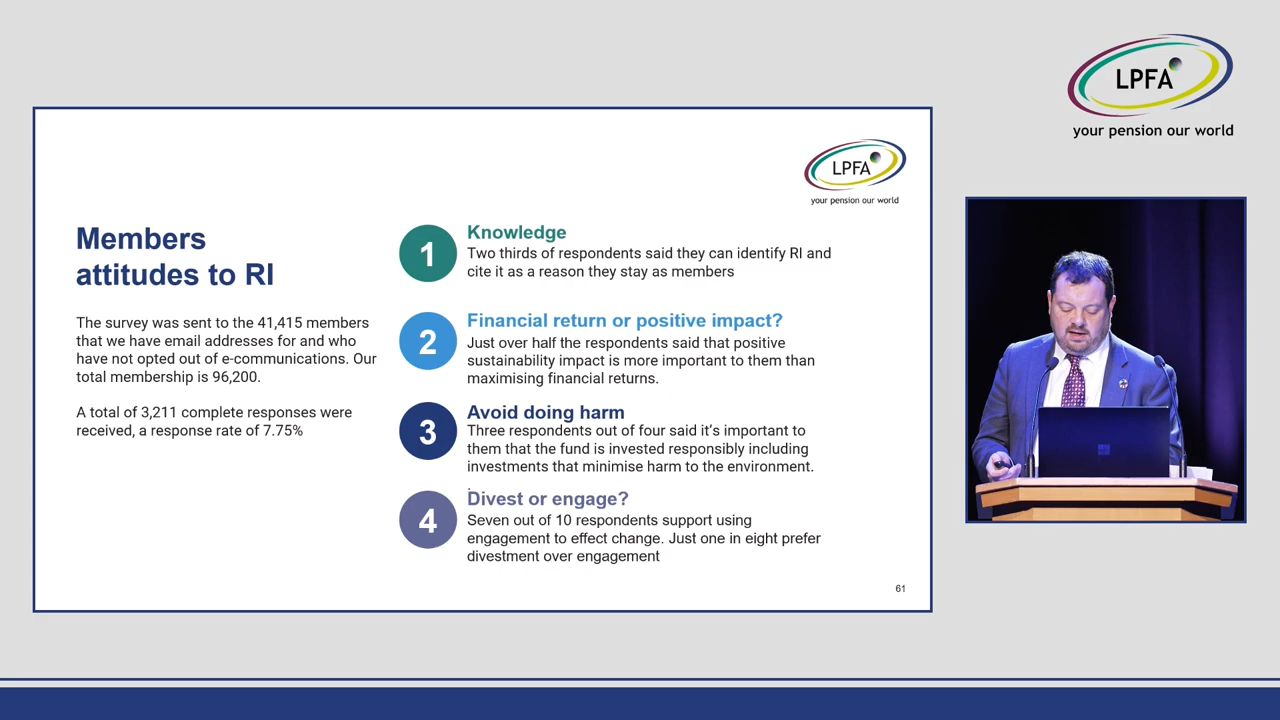 LPFA
your pension our world
LPFA
your pension our world
Members
attitudes to RI
The survey was sent to the 41,415 members
that we have email addresses for and who
have not opted out of e-communications. Our
total membership is 96,200.
A total of 3,211 complete responses were
received, a response rate of 7.75%
1
Knowledge
Two thirds of respondents said they can identify RI and
cite it as a reason they stay as members
2
Financial return or positive impact?
Just over half the respondents said that positive
sustainability impact is more important to them than
maximising financial returns.
3
Avoid doing harm
Three respondents out of four said it's important to
them that the fund is invested responsibly including
investments that minimise harm to the environment.
4
Divest or engage?
Seven out of 10 respondents support using
engagement to effect change. Just one in eight prefer
divestment over engagement
61